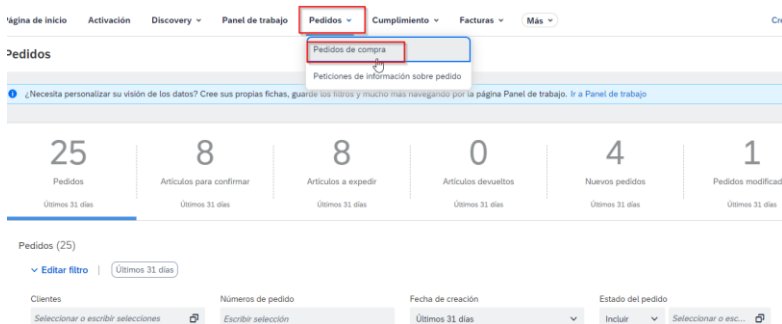 Página de inicio Activación Discovery Panel de trabajo Pedidos Cumplimiento Facturas Más
Pedidos de compra
Pedidos
Peticiones de información sobre pedido
¿Necesita personalizar su visión de los datos? Cree sus propias fichas, guarde los filtros y mucho más navegando por la página Panel de trabajo. Ir a Panel de trabajo
25 8 8 0 4 1
Pedidos Artículos para confirmar Artículos a expedir Artículos devueltos Nuevos pedidos Pedidos modificad
Últimos 31 días Últimos 31 días Últimos 31 días Últimos 31 días Últimos 31 días Últimos 31 días
Pedidos (25)
Editar filtro | Últimos 31 días
Clientes Números de pedido Fecha de creación Estado del pedido
Seleccionar o escribir selecciones Escribir selección Últimos 31 días Incluir Seleccionar o esc...